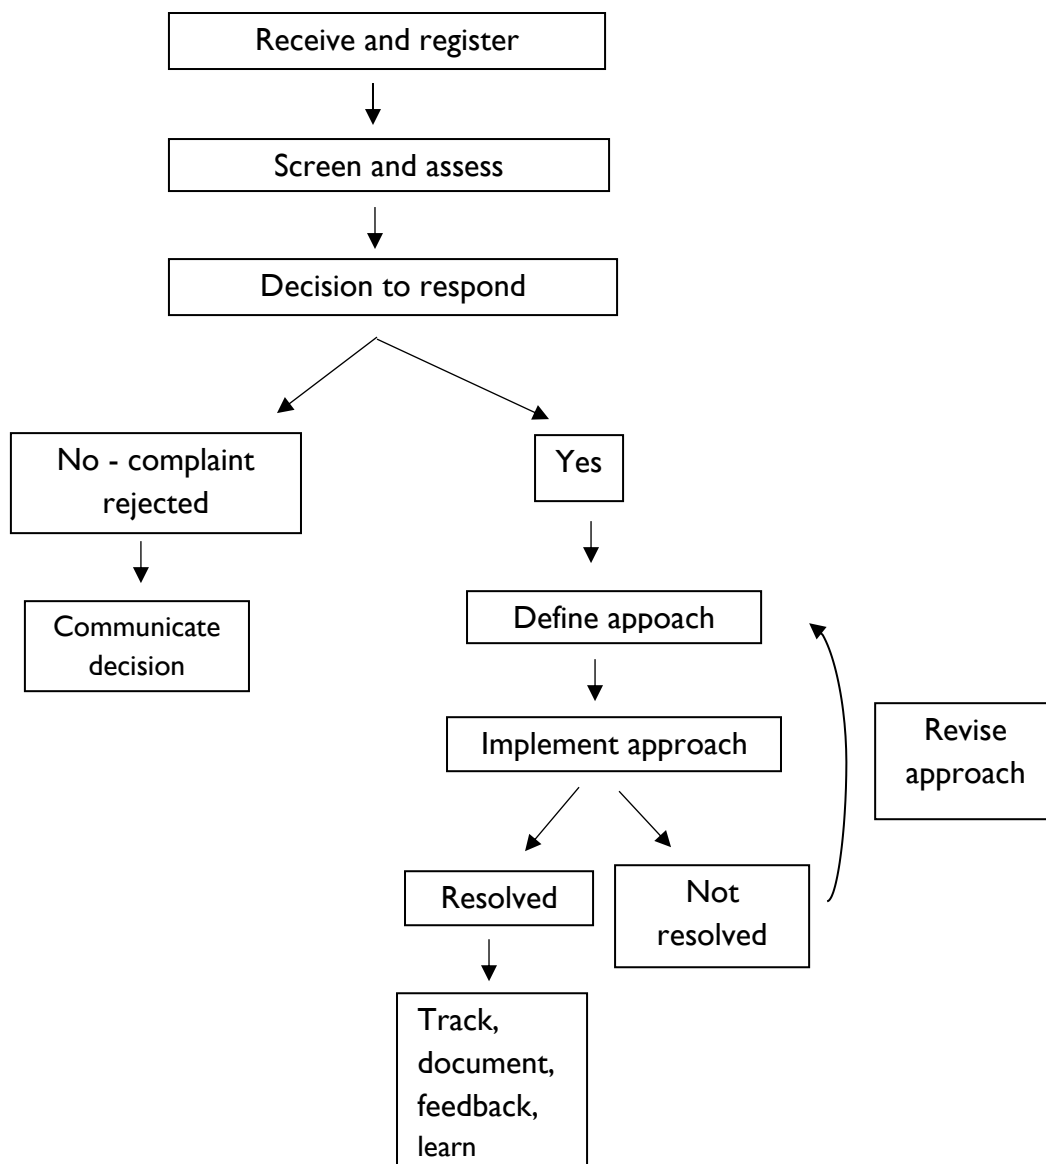 Receive and register
Screen and assess
Decision to respond
No - complaint
rejected
Yes
Communicate
decision
Define appoach
Implement approach
Revise
approach
Resolved
Not
resolved
Track,
document,
feedback,
learn